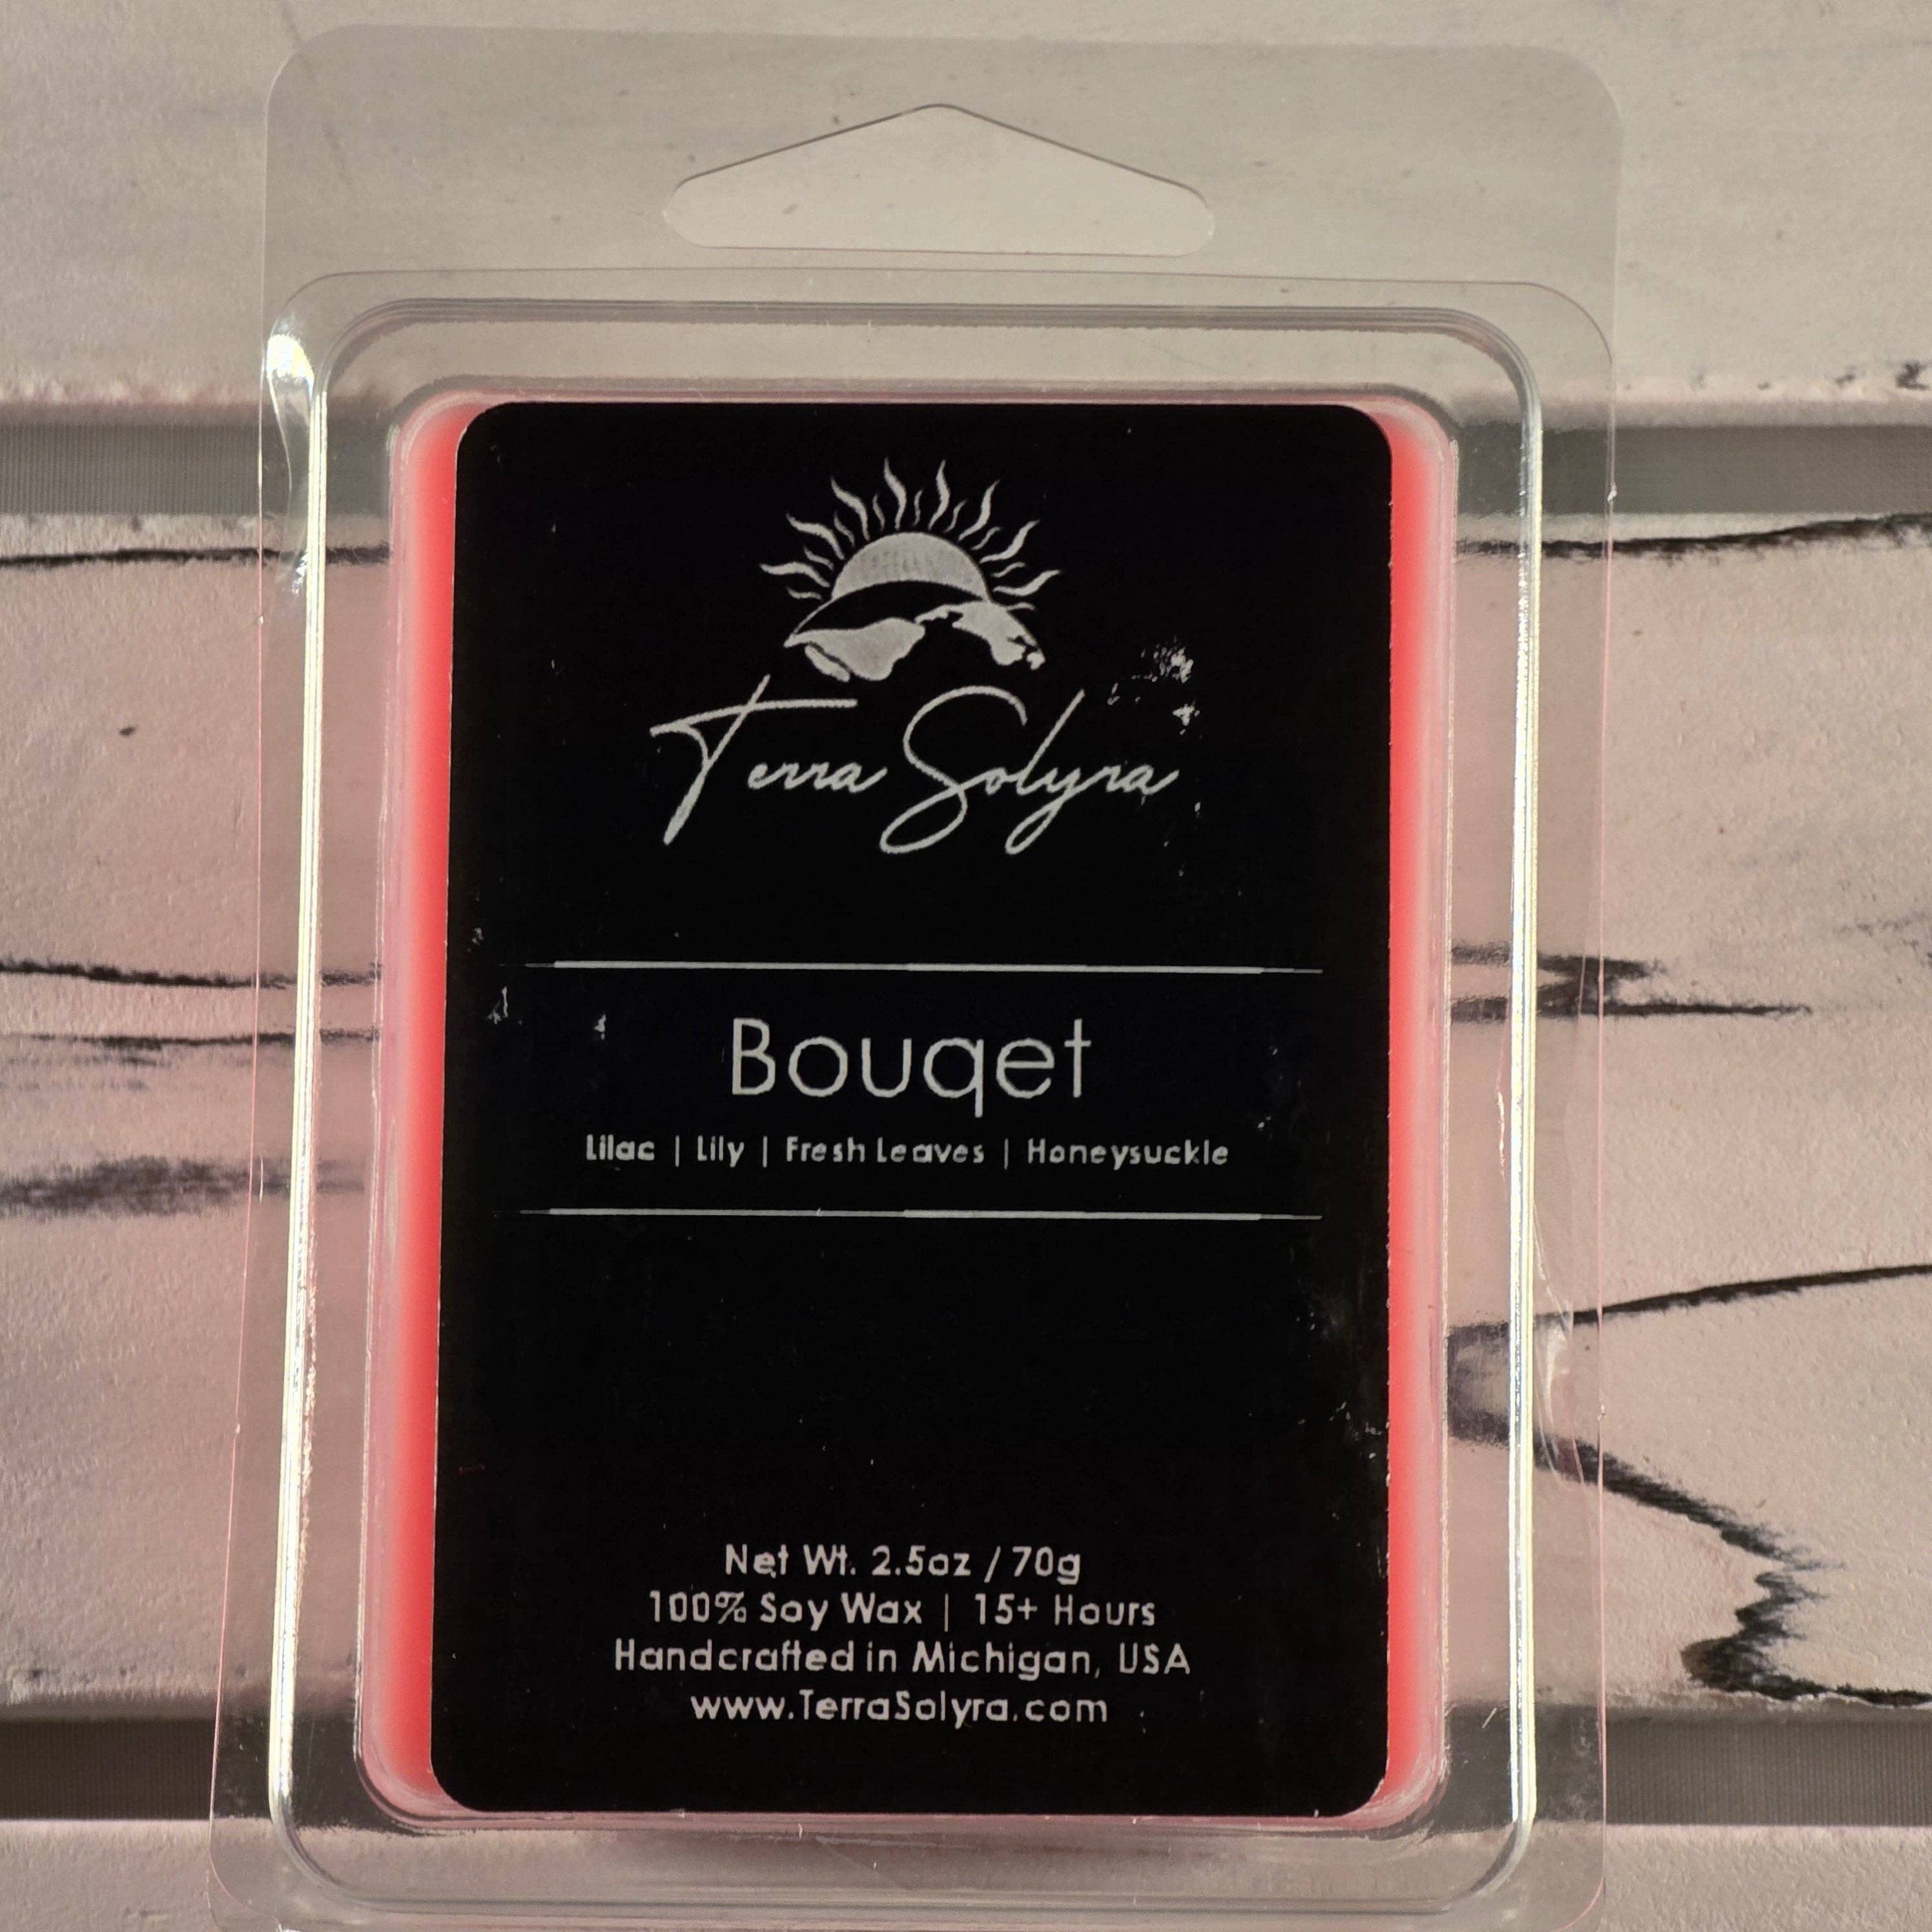 Terra Solyra
Bouqet
Lilac | Lily | Fresh Leaves | Honeysuckle
Net Wt. 2.5oz / 70g
100% Soy Wax | 15+ Hours
Handcrafted in Michigan, USA
www.TerraSolyra.com